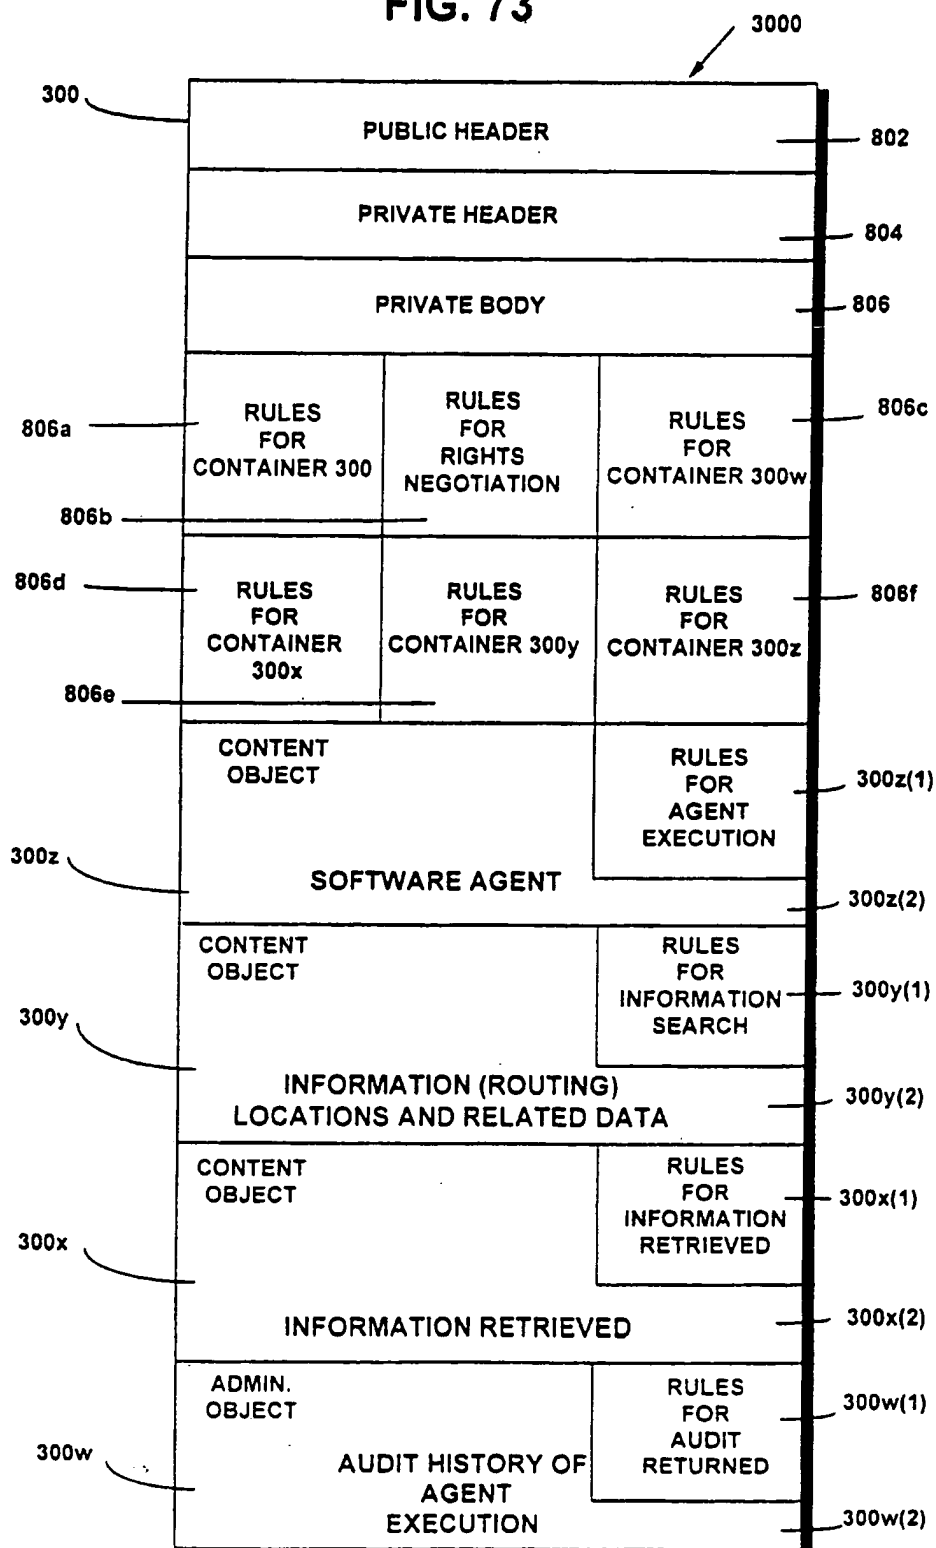 FIG. 73
3000
300
PUBLIC HEADER
802
PRIVATE HEADER
804
PRIVATE BODY
806
806a
RULES
FOR
CONTAINER 300
806b
RULES
FOR
RIGHTS
NEGOTIATION
RULES
FOR
CONTAINER 300w
806c
806d
RULES
FOR
CONTAINER
300x
806e
RULES
FOR
CONTAINER 300y
RULES
FOR
CONTAINER 300z
806f
CONTENT
OBJECT
RULES
FOR
AGENT
EXECUTION
300z(1)
300z
SOFTWARE AGENT
300z(2)
CONTENT
OBJECT
RULES
FOR
INFORMATION
SEARCH
300y(1)
300y
INFORMATION (ROUTING)
LOCATIONS AND RELATED DATA
300y(2)
CONTENT
OBJECT
RULES
FOR
INFORMATION
RETRIEVED
300x(1)
300x
INFORMATION RETRIEVED
300x(2)
ADMIN.
OBJECT
RULES
FOR
AUDIT
RETURNED
300w(1)
300w
AUDIT HISTORY OF
AGENT
EXECUTION
300w(2)